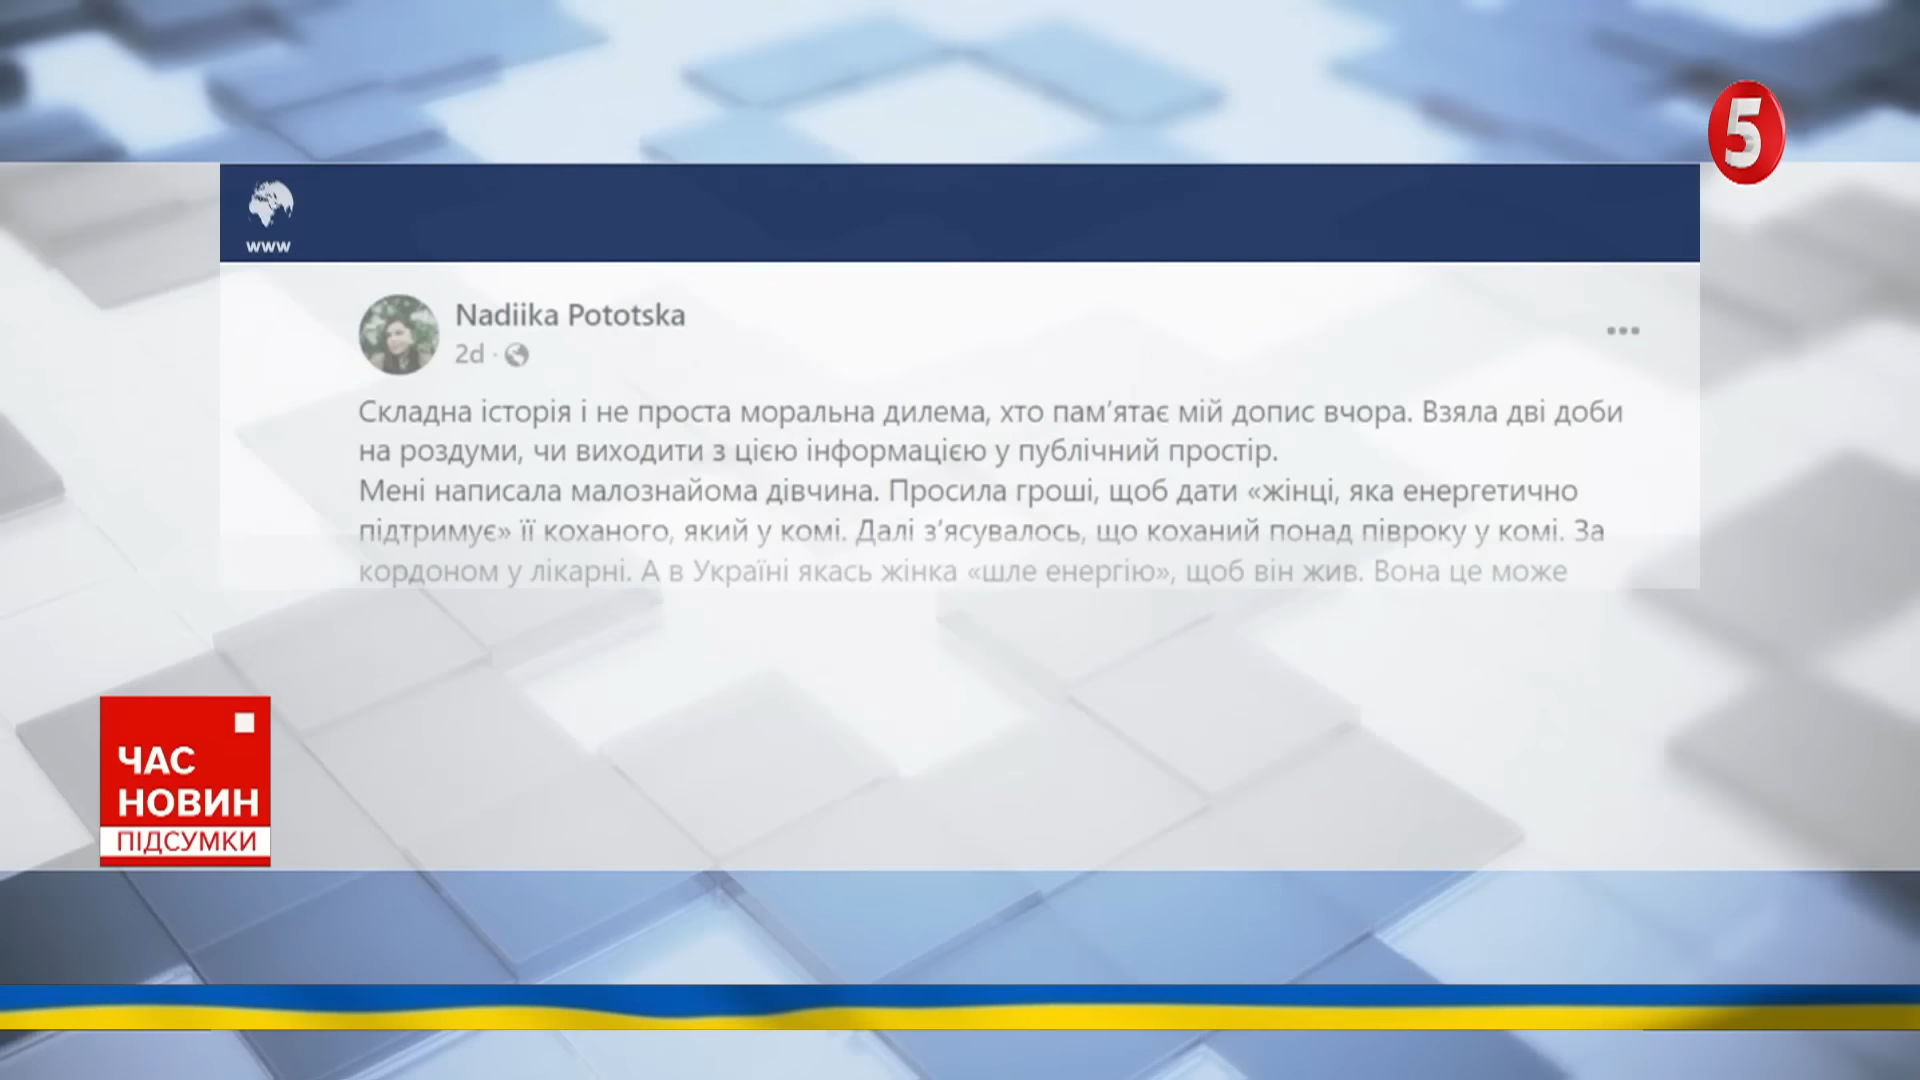 5
www
Nadiika Pototska
2d ·
Складна історія і не проста моральна дилема, хто пам’ятає мій допис вчора. Взяла дві доби
на роздуми, чи виходити з цією інформацією у публічний простір.
Мені написала малознайома дівчина. Просила гроші, щоб дати «жінці, яка енергетично
підтримує» її коханого, який у комі. Далі з’ясувалось, що коханий понад півроку у комі. За
кордоном у лікарні. А в Україні якась жінка «шле енергію», щоб він жив. Вона це може
ЧАС
НОВИН
ПІДСУМКИ